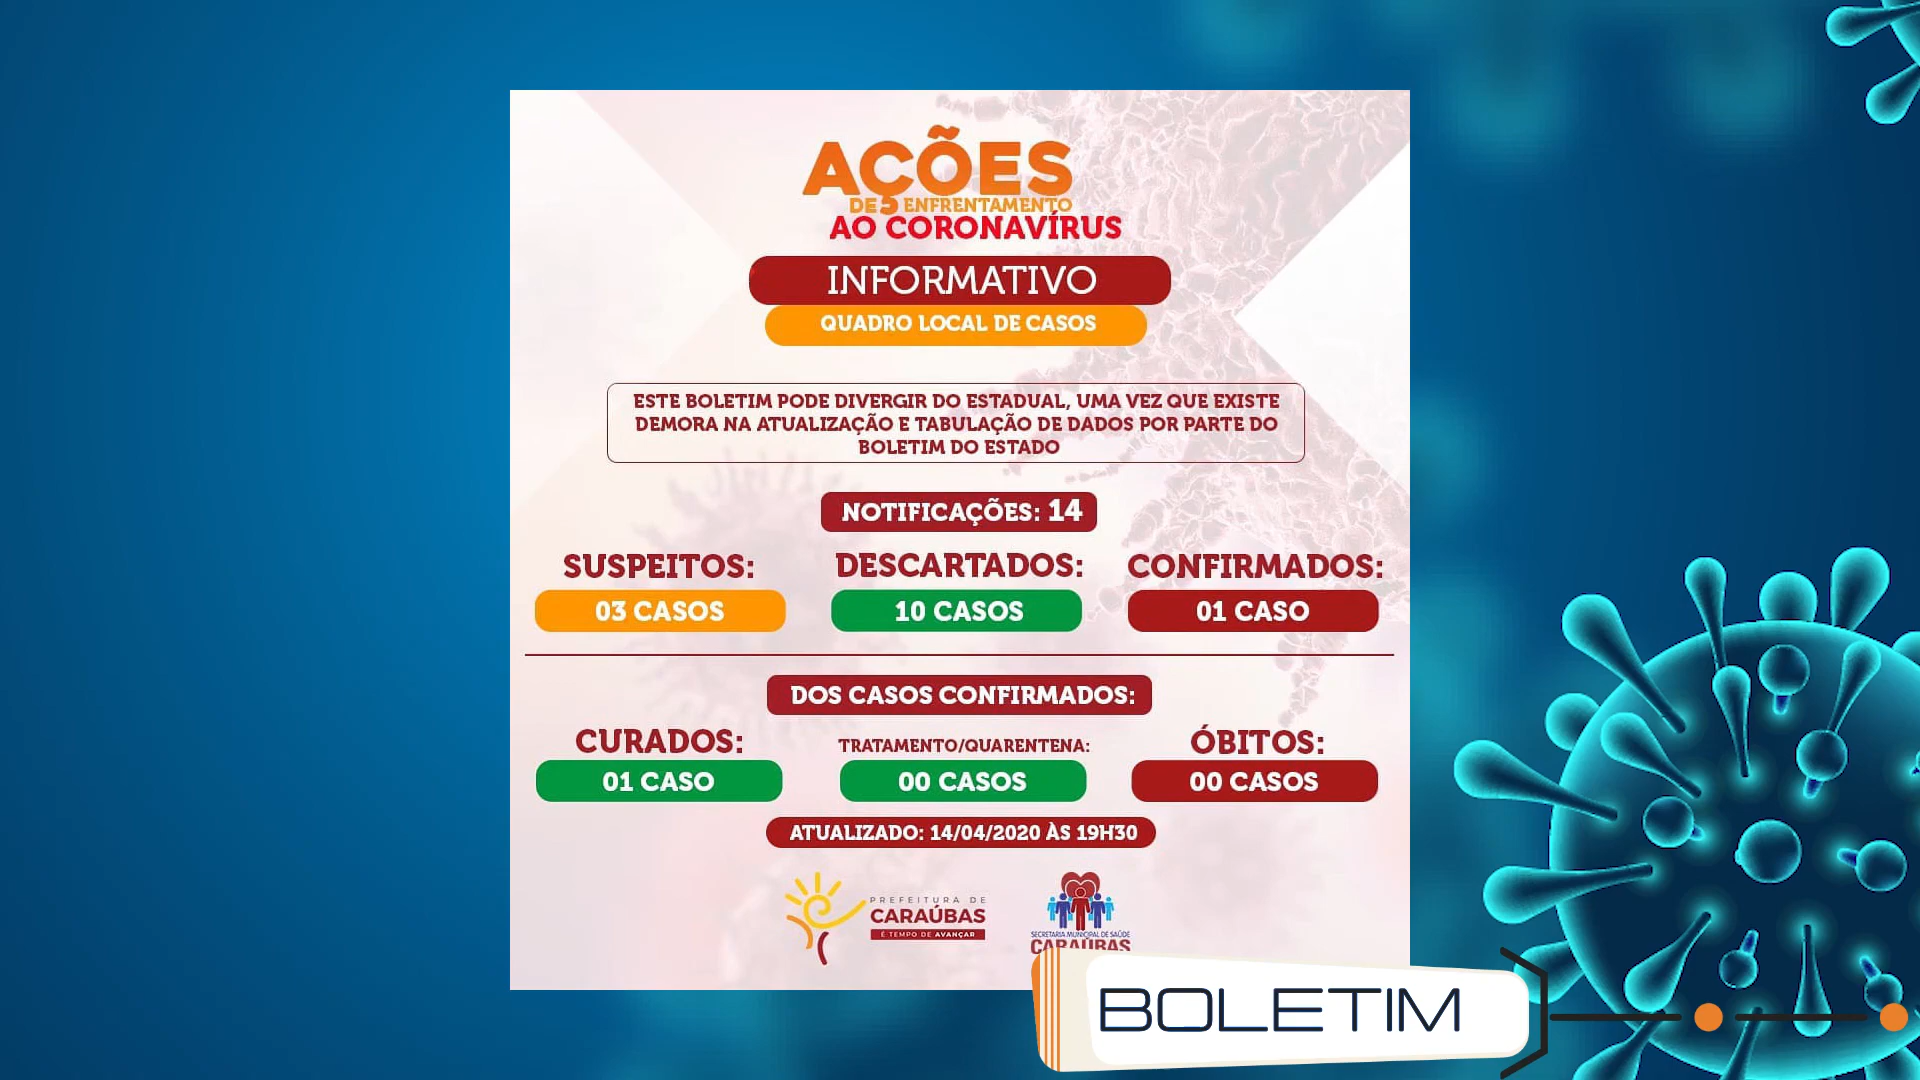 AÇÕES
DE ENFRENTAMENTO
AO CORONAVÍRUS
INFORMATIVO
QUADRO LOCAL DE CASOS
ESTE BOLETIM PODE DIVERGIR DO ESTADUAL, UMA VEZ QUE EXISTE
DEMORA NA ATUALIZAÇÃO E TABULAÇÃO DE DADOS POR PARTE DO
BOLETIM DO ESTADO
NOTIFICAÇÕES: 14
SUSPEITOS: DESCARTADOS: CONFIRMADOS:
03 CASOS 10 CASOS 01 CASO
DOS CASOS CONFIRMADOS:
CURADOS: TRATAMENTO/QUARENTENA: ÓBITOS:
01 CASO 00 CASOS 00 CASOS
ATUALIZADO: 14/04/2020 ÀS 19H30
PREFEITURA DE
CARAÚBAS
É TEMPO DE AVANÇAR
SECRETARIA MUNICIPAL DE SAÚDE
CARAÚBAS
BOLETIM